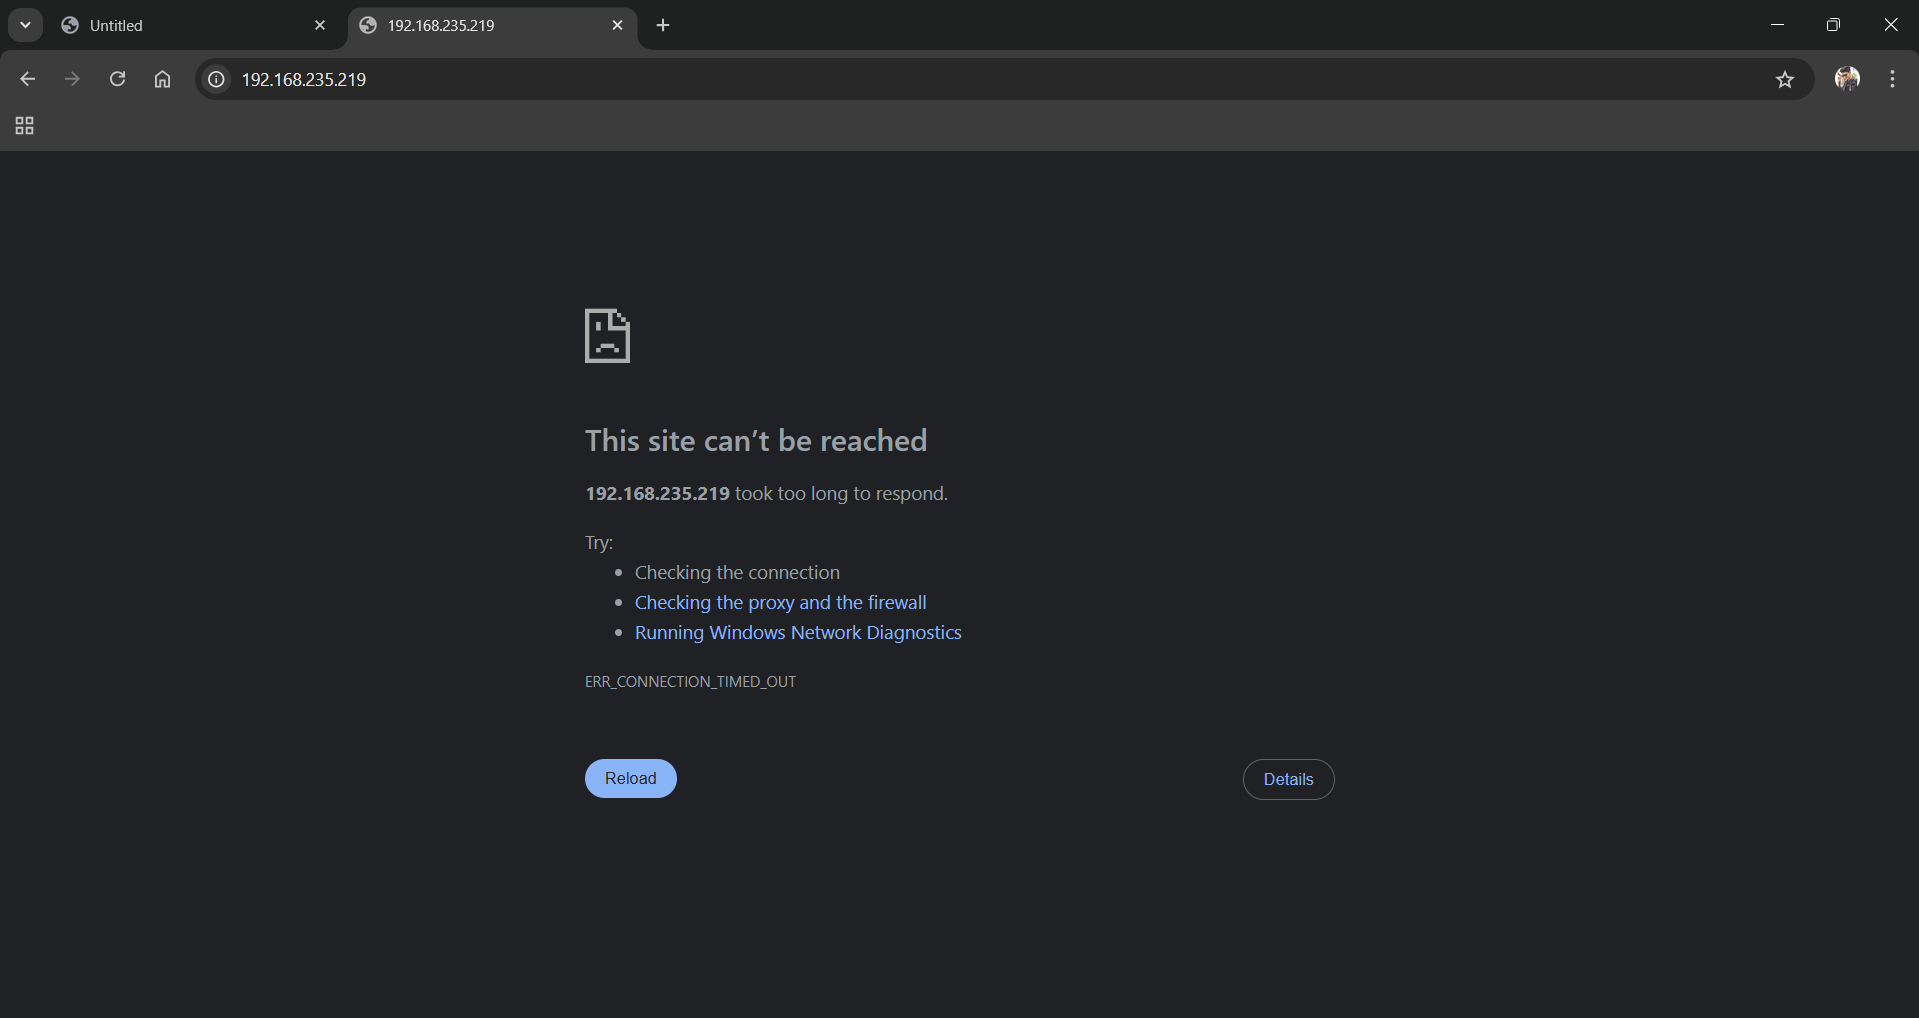 Untitled
192.168.235.219
192.168.235.219
This site can’t be reached
192.168.235.219 took too long to respond.
Try:
• Checking the connection
• Checking the proxy and the firewall
• Running Windows Network Diagnostics
ERR_CONNECTION_TIMED_OUT
Reload
Details